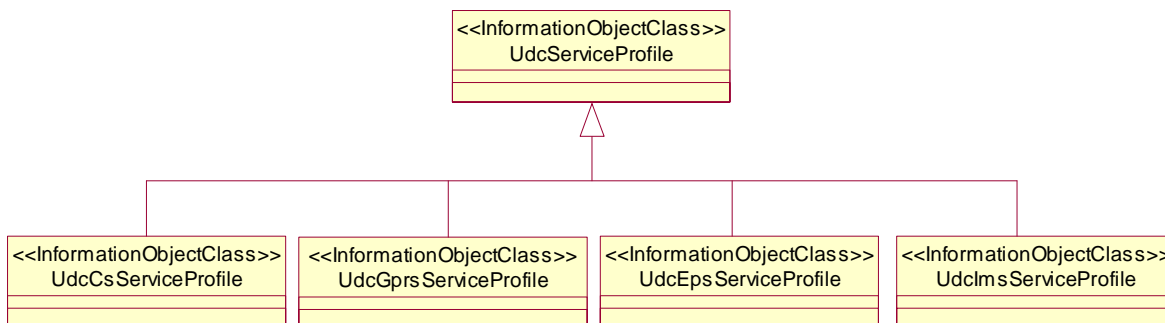 <<InformationObjectClass>>
UdcServiceProfile
<<InformationObjectClass>>
UdcCsServiceProfile
<<InformationObjectClass>>
UdcGprsServiceProfile
<<InformationObjectClass>>
UdcEpsServiceProfile
<<InformationObjectClass>>
UdcImsServiceProfile